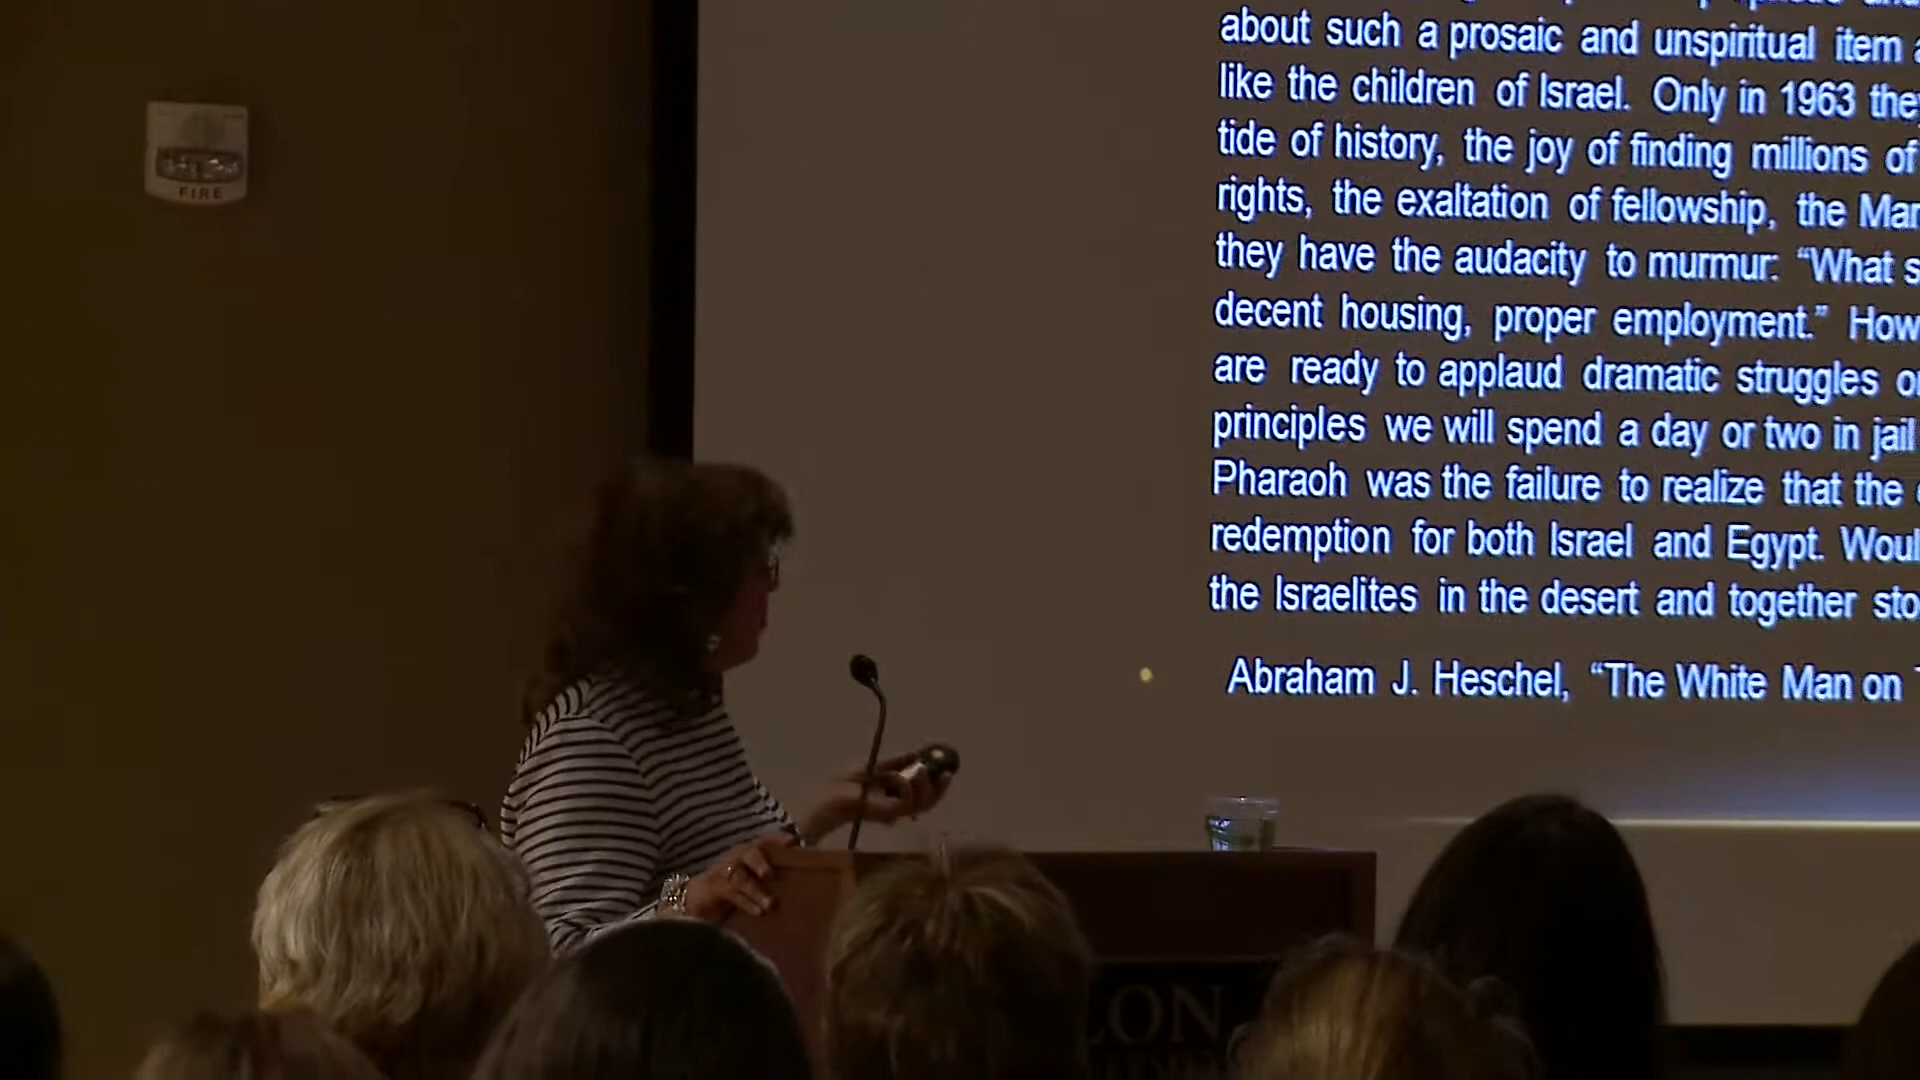 about such a prosaic and unspiritual item
like the children of Israel. Only in 1963 they
tide of history, the joy of finding millions of
rights, the exaltation of fellowship, the
they have the audacity to murmur: “What
decent housing, proper employment.” How
are ready to applaud dramatic struggles
principles we will spend a day or two in jail
Pharaoh was the failure to realize that the
redemption for both Israel and Egypt.
the Israelites in the desert and together
Abraham J. Heschel, “The White Man on
FIRE
LON